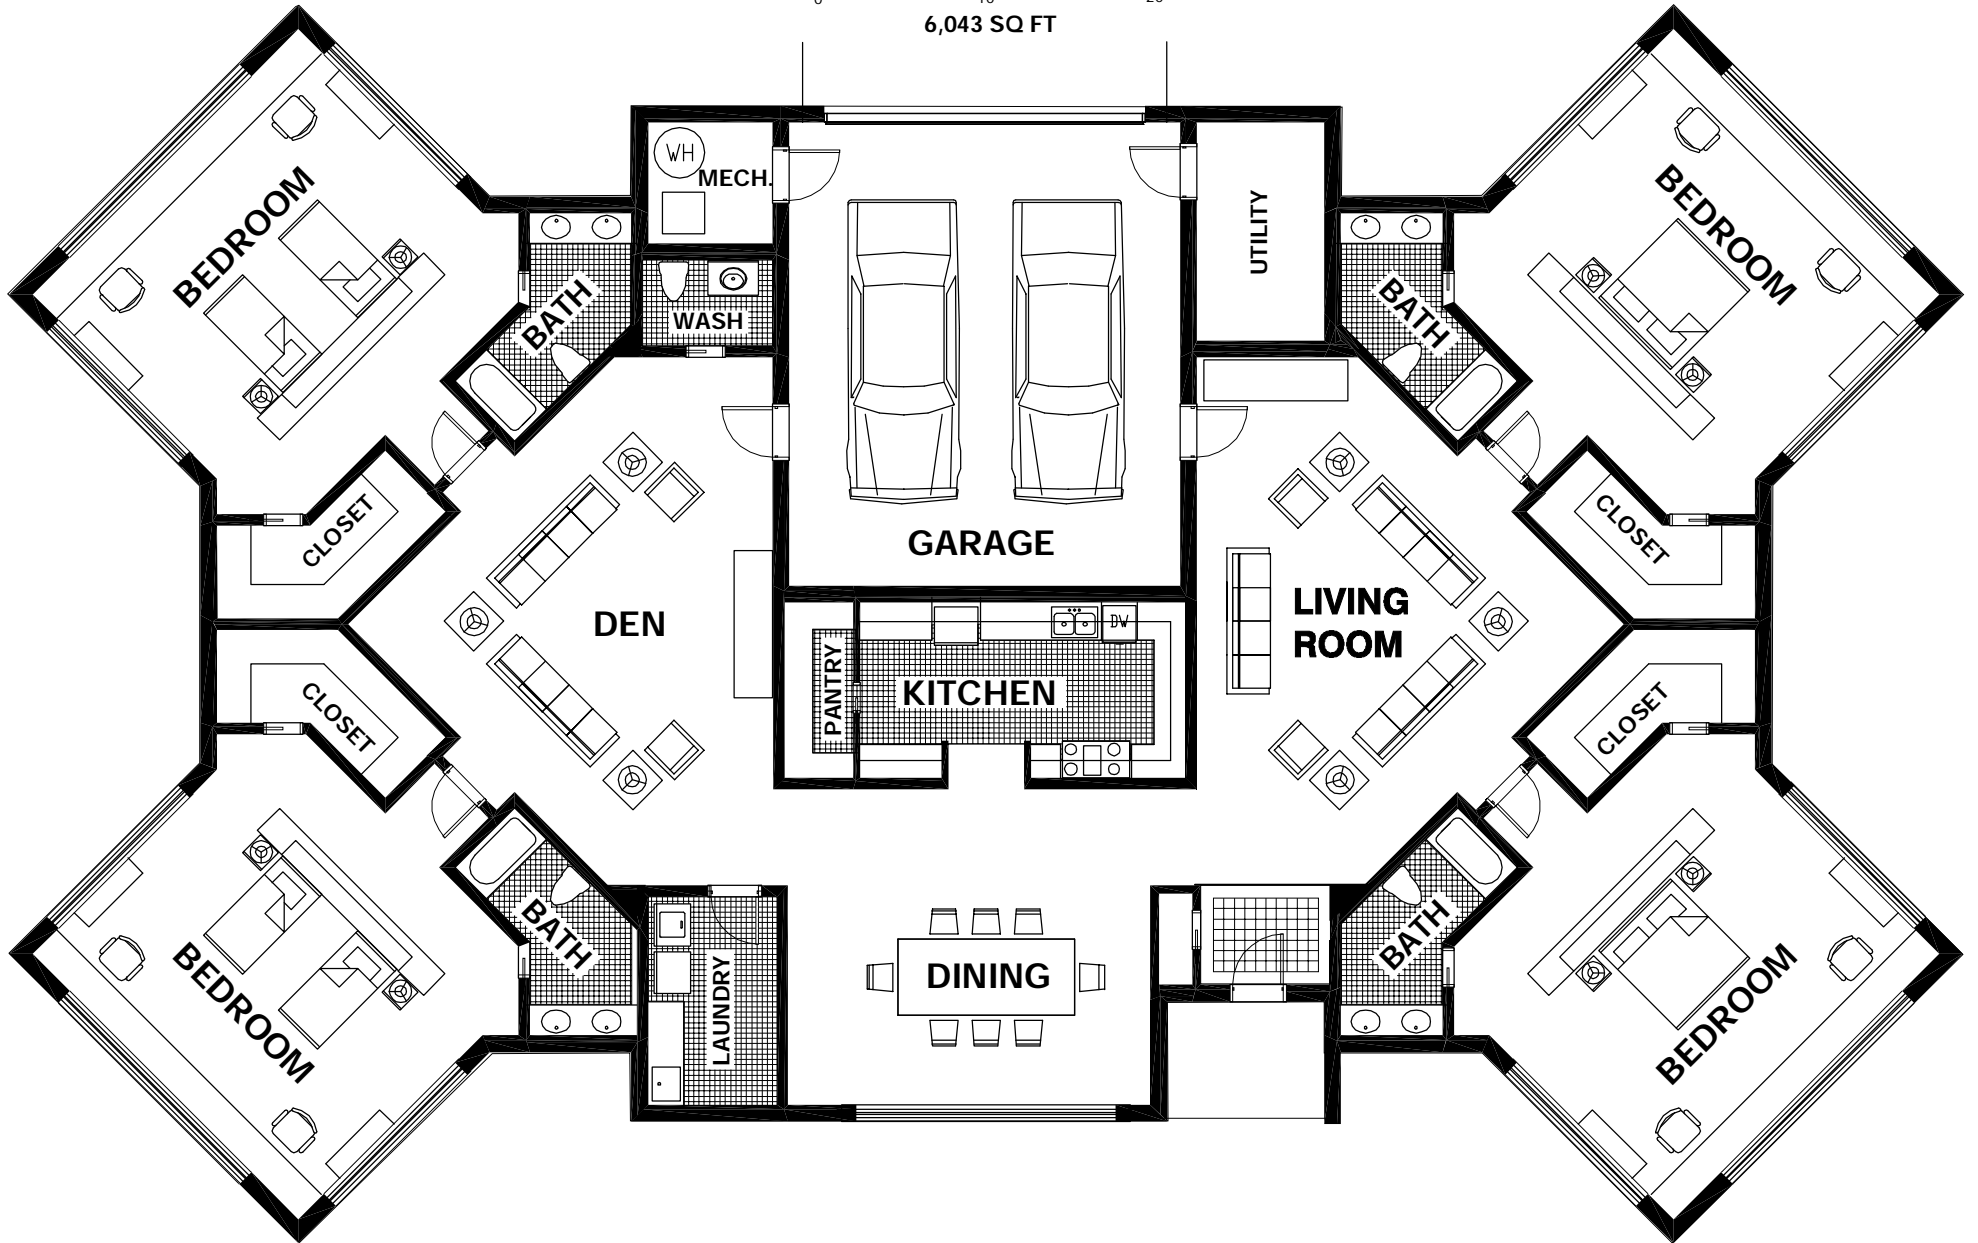 6,043 SQ FT
WH
MECH.
BEDROOM
BEDROOM
UTILITY
BATH
BATH
WASH
CLOSET
CLOSET
GARAGE
DEN
LIVING
ROOM
DW
PANTRY
KITCHEN
CLOSET
CLOSET
BATH
BATH
BEDROOM
BEDROOM
LAUNDRY
DINING